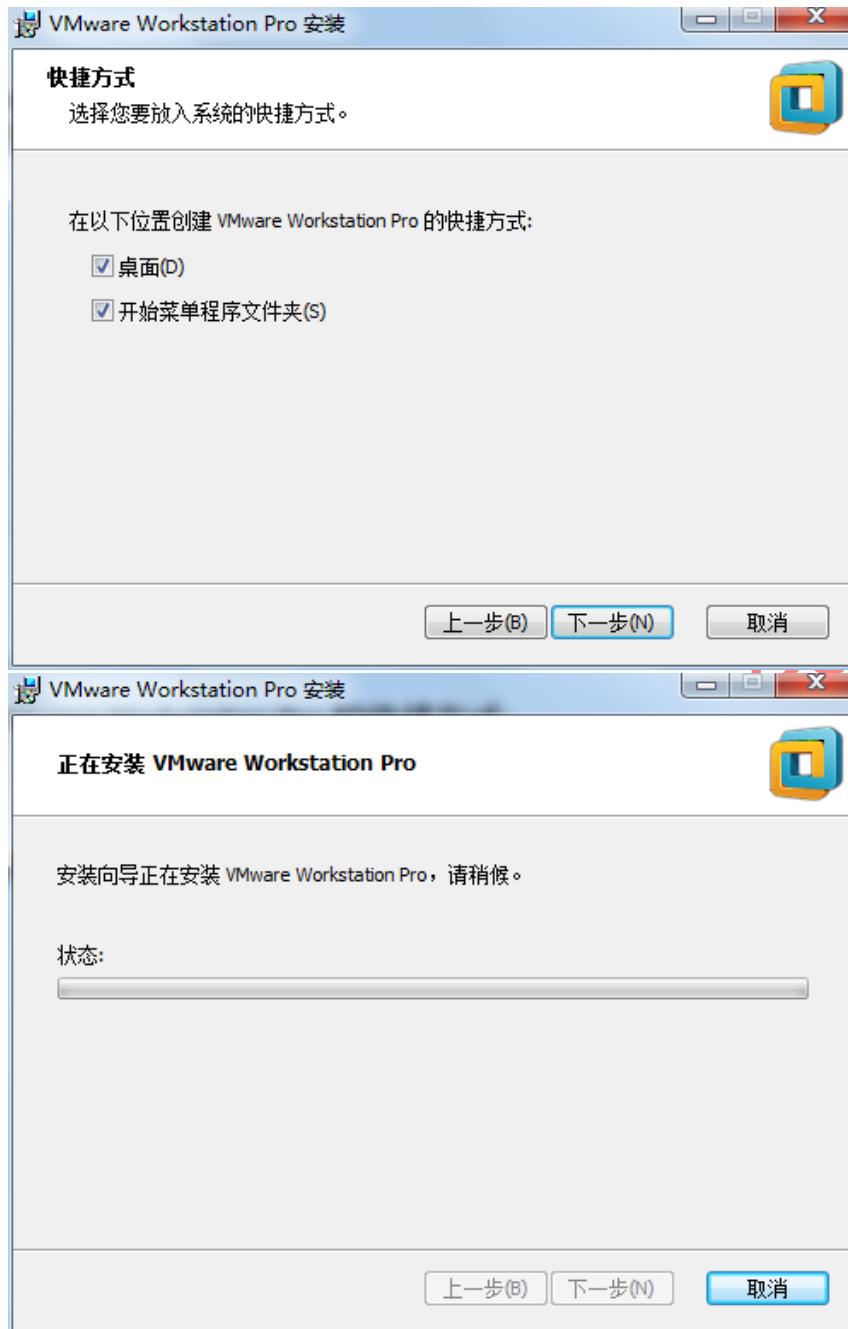 VMware Workstation Pro 安装
快捷方式
选择您要放入系统的快捷方式。
在以下位置创建 VMware Workstation Pro 的快捷方式:
桌面(D)
开始菜单程序文件夹(S)
上一步(B) 下一步(N) 取消
VMware Workstation Pro 安装
正在安装 VMware Workstation Pro
安装向导正在安装 VMware Workstation Pro，请稍候。
状态:
上一步(B) 下一步(N) 取消